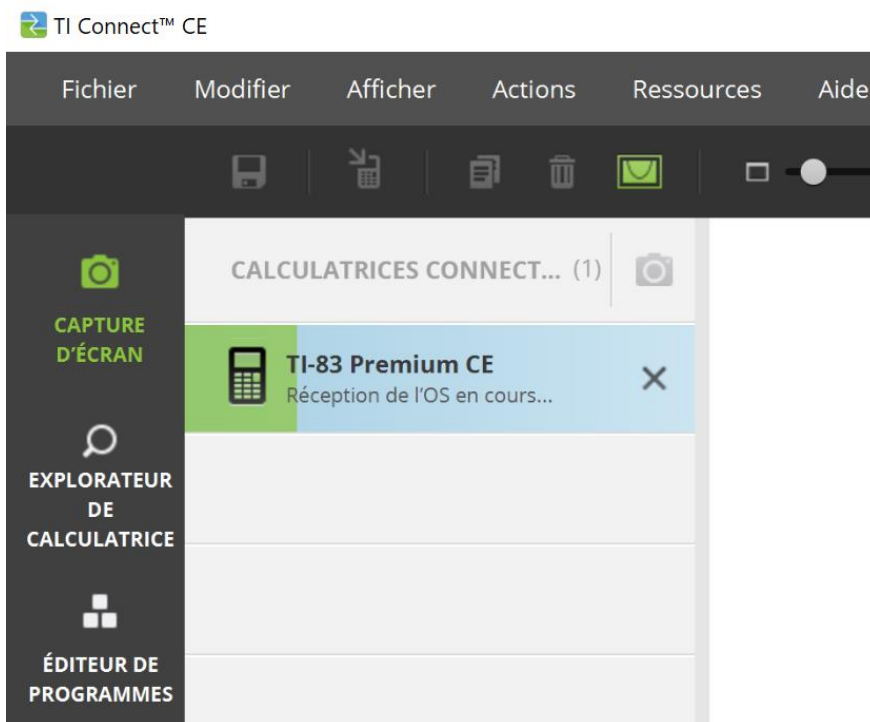 TI Connect™ CE
Fichier Modifier Afficher Actions Ressources Aide
CALCULATRICES CONNECT... (1)
CAPTURE
D’ÉCRAN
TI-83 Premium CE
Réception de l’OS en cours...
EXPLORATEUR
DE
CALCULATRICE
ÉDITEUR DE
PROGRAMMES